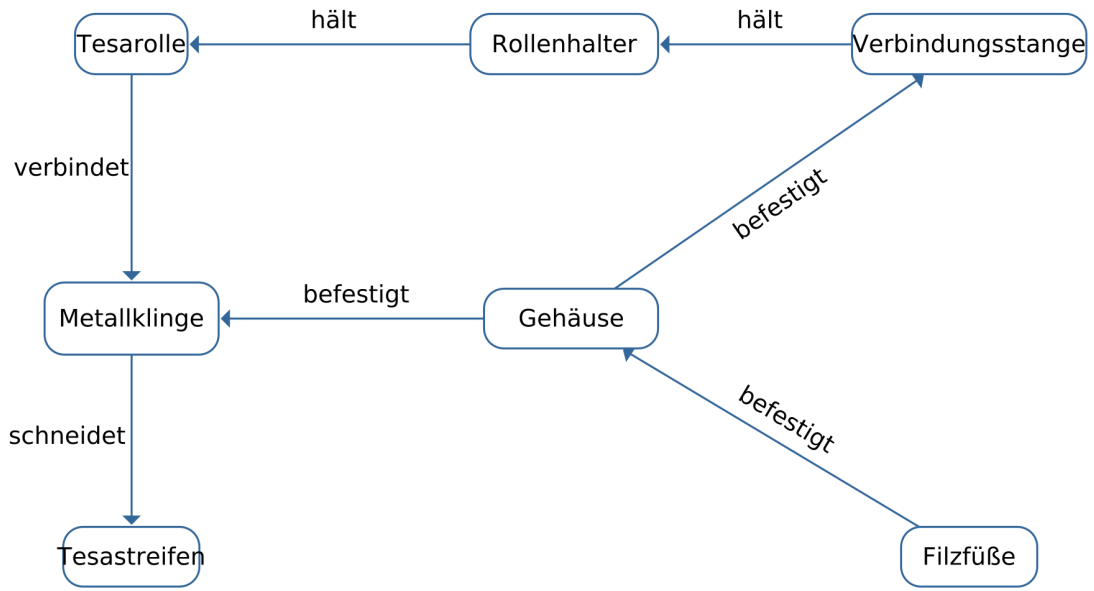 hält
hält
Tesarolle
Rollenhalter
Verbindungsstange
verbindet
befestigt
befestigt
Metallklinge
Gehäuse
befestigt
schneidet
Tesastreifen
Filzfüße